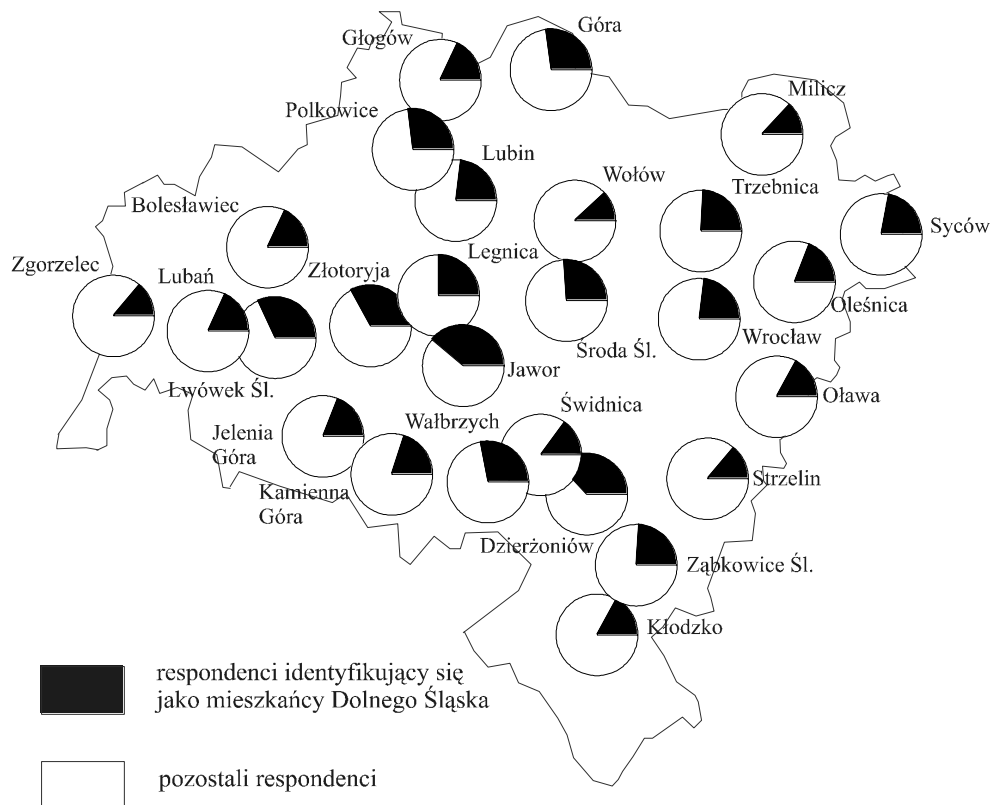 Góra
Głogów
Milicz
Polkowice
Lubin
Wołów
Trzebnica
Bolesławiec
Syców
Legnica
Zgorzelec
Lubań
Złotoryja
Oleśnica
Wrocław
Środa Śl.
Jawor
Lwówek Śl.
Oława
Świdnica
Wałbrzych
Jelenia
Góra
Strzelin
Kamienna
Góra
Dzierżoniów
Ząbkowice Śl.
Kłodzko
respondenci identyfikujący się
jako mieszkańcy Dolnego Śląska
pozostali respondenci